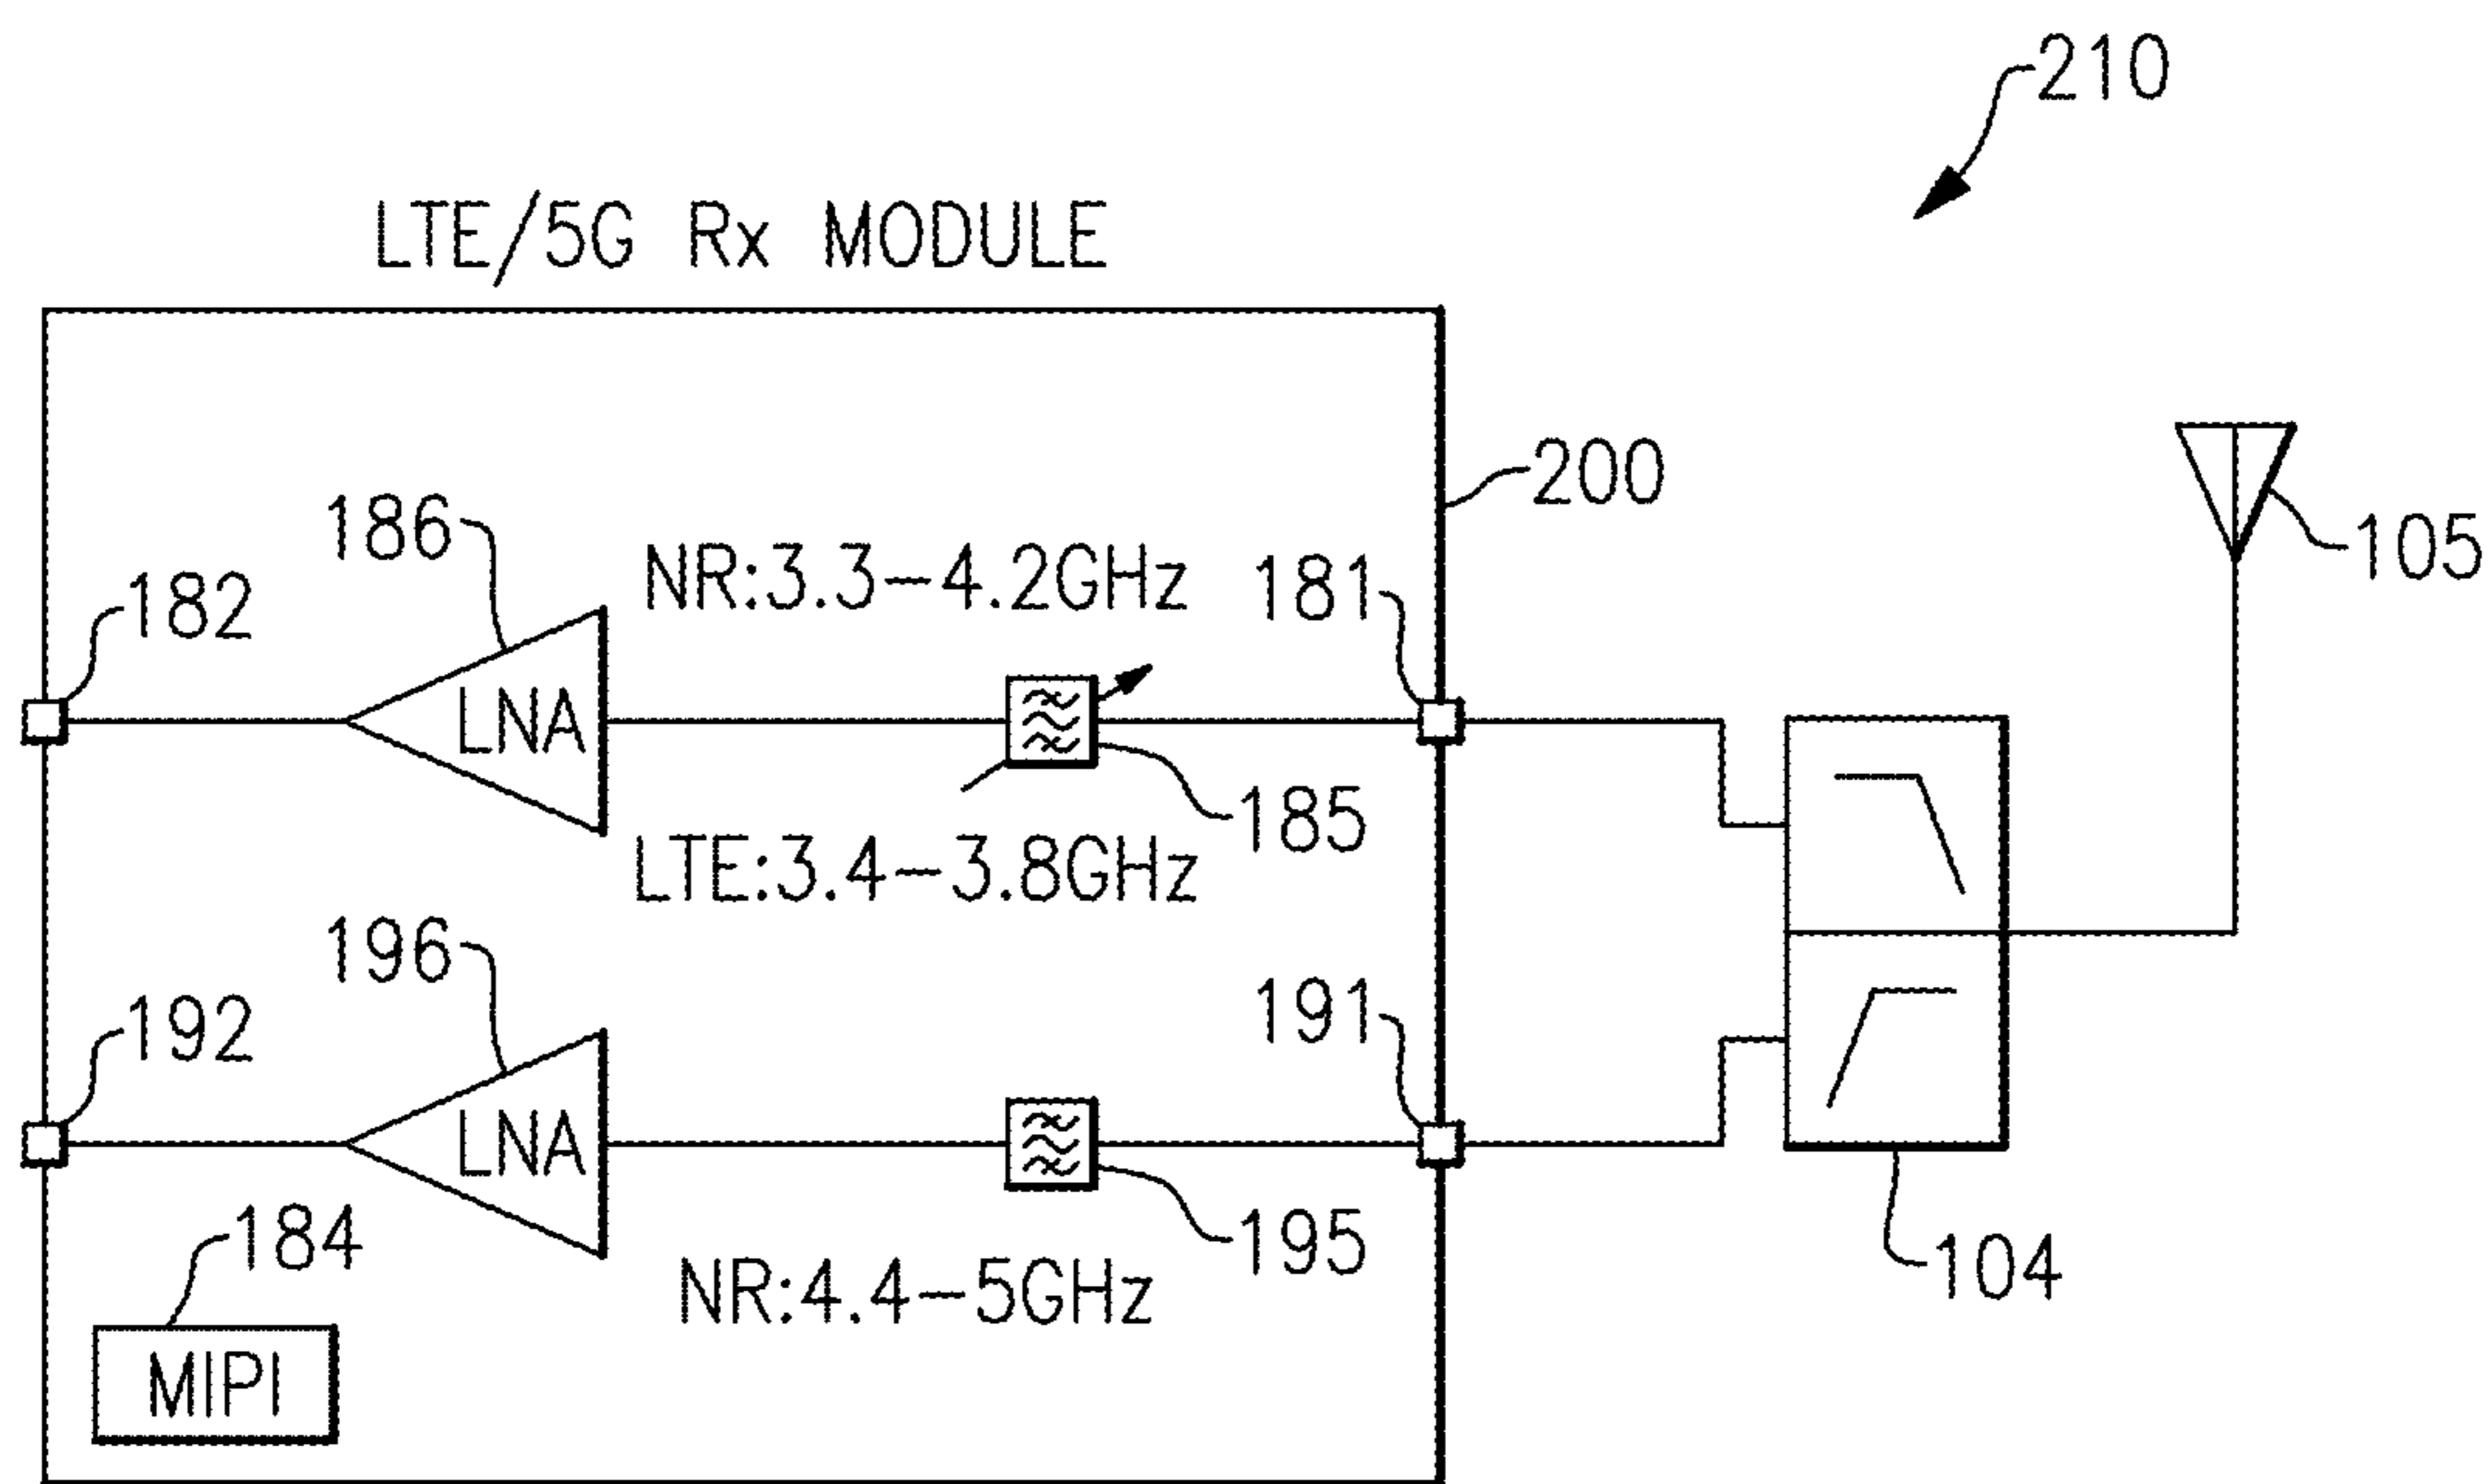 210
LTE/5G Rx MODULE
200
105
186
NR:3.3-4.2GHz
181
182
LNA
185
LTE:3.4-3.8GHz
196
191
192
LNA
195
184
NR:4.4-5GHz
104
MIPI